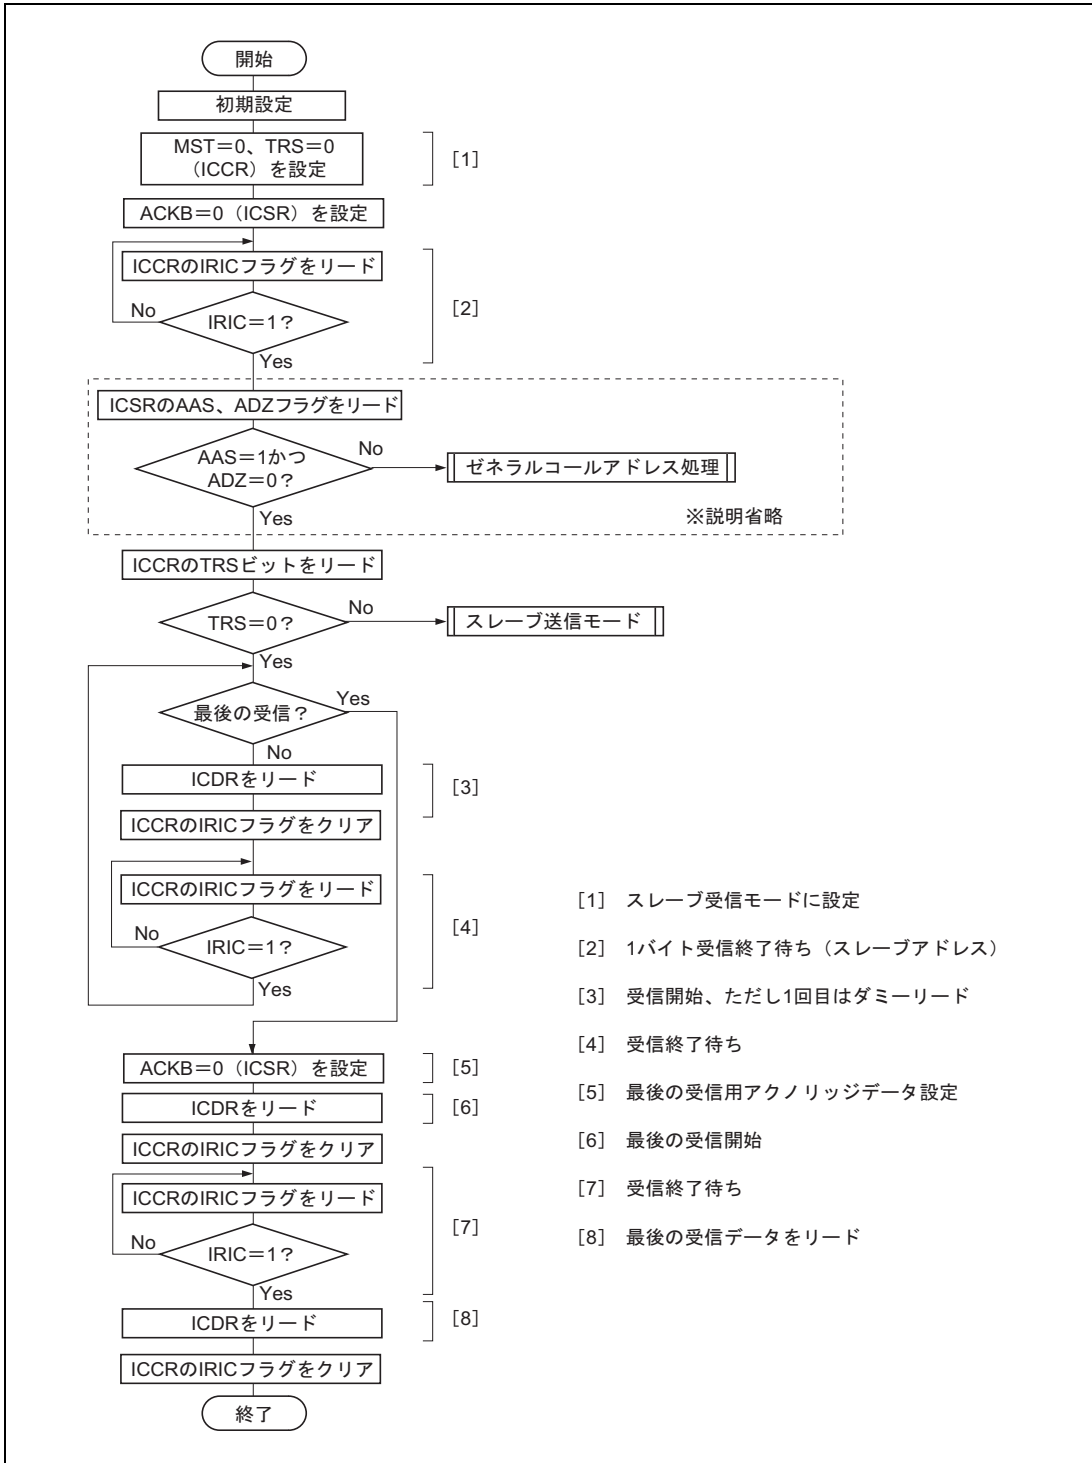 開始
初期設定
MST＝0、TRS＝0
（ICCR）を設定
[1]
ACKB＝0（ICSR）を設定
ICCRのIRICフラグをリード
No
IRIC＝1？
[2]
Yes
ICSRのAAS、ADZフラグをリード
AAS＝1かつ
ADZ＝0？
No
ゼネラルコールアドレス処理
Yes
※説明省略
ICCRのTRSビットをリード
TRS＝0？
No
スレーブ送信モード
Yes
最後の受信？
Yes
No
ICDRをリード
[3]
ICCRのIRICフラグをクリア
ICCRのIRICフラグをリード
No
IRIC＝1？
[4]
Yes
ACKB＝0（ICSR）を設定
[5]
ICDRをリード
[6]
ICCRのIRICフラグをクリア
ICCRのIRICフラグをリード
No
IRIC＝1？
[7]
Yes
ICDRをリード
[8]
ICCRのIRICフラグをクリア
終了
[1] スレーブ受信モードに設定
[2] 1バイト受信終了待ち（スレーブアドレス）
[3] 受信開始、ただし1回目はダミーリード
[4] 受信終了待ち
[5] 最後の受信用アクノリッジデータ設定
[6] 最後の受信開始
[7] 受信終了待ち
[8] 最後の受信データをリード